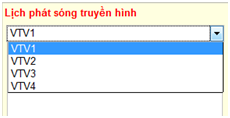 Lịch phát sóng truyền hình
VTV1
VTV1
VTV2
VTV3
VTV4